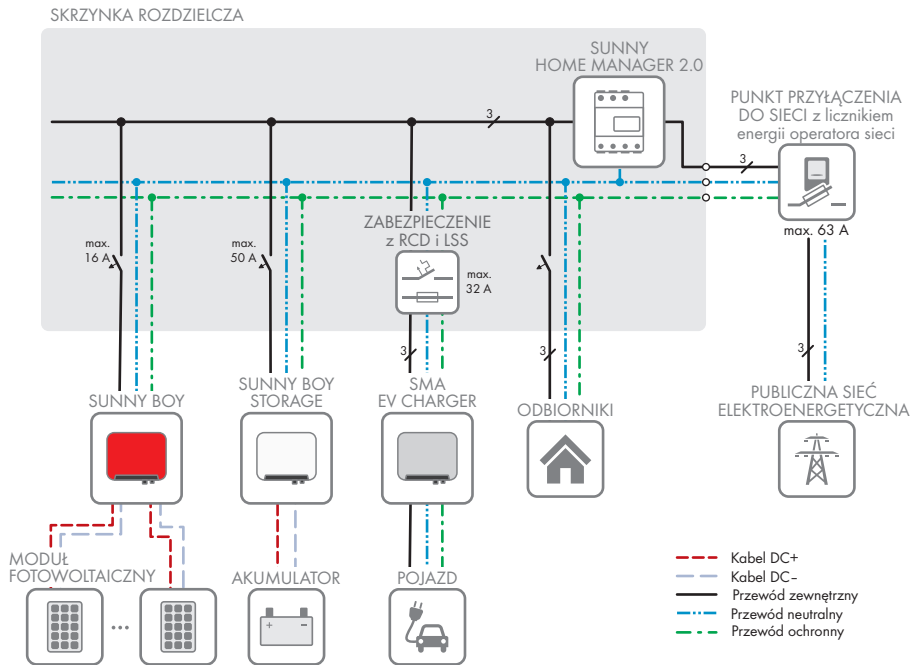 SKRZYNKA ROZDZIELCZA
SUNNY
HOME MANAGER 2.0
PUNKT PRZYŁĄCZENIA
DO SIECI z licznikiem
energii operatora sieci
3
3
max. 63 A
ZABEZPIECZENIE
z RCD i LSS
max.
16 A
max.
50 A
max.
32 A
3
3
3
SUNNY BOY
SUNNY BOY
STORAGE
SMA
EV CHARGER
ODBIORNIKI
PUBLICZNA SIEĆ
ELEKTROENERGETYCZNA
MODUŁ
FOTOWOLTAICZNY
...
AKUMULATOR
+ −
POJAZD
Kabel DC+
Kabel DC−
Przewód zewnętrzny
Przewód neutralny
Przewód ochronny